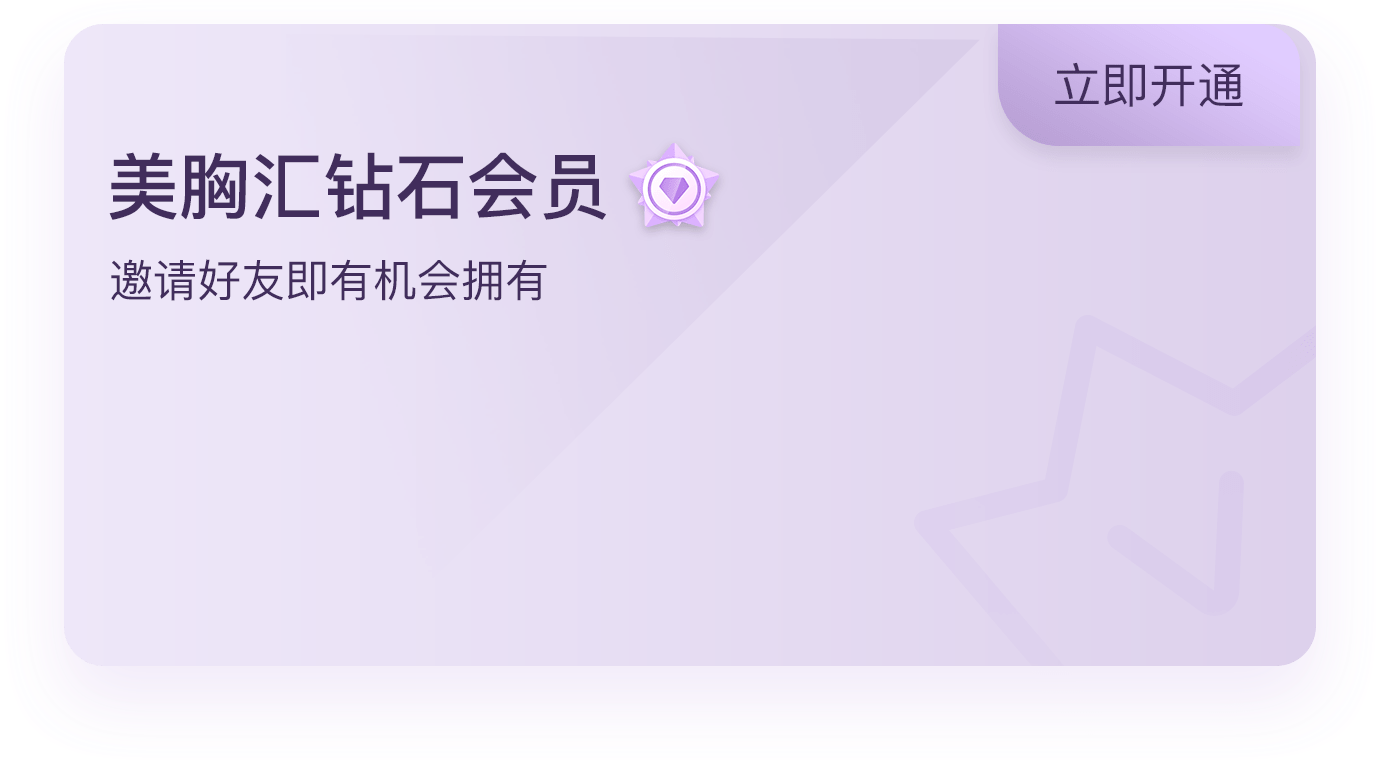 立即开通
美胸汇钻石会员
邀请好友即有机会拥有